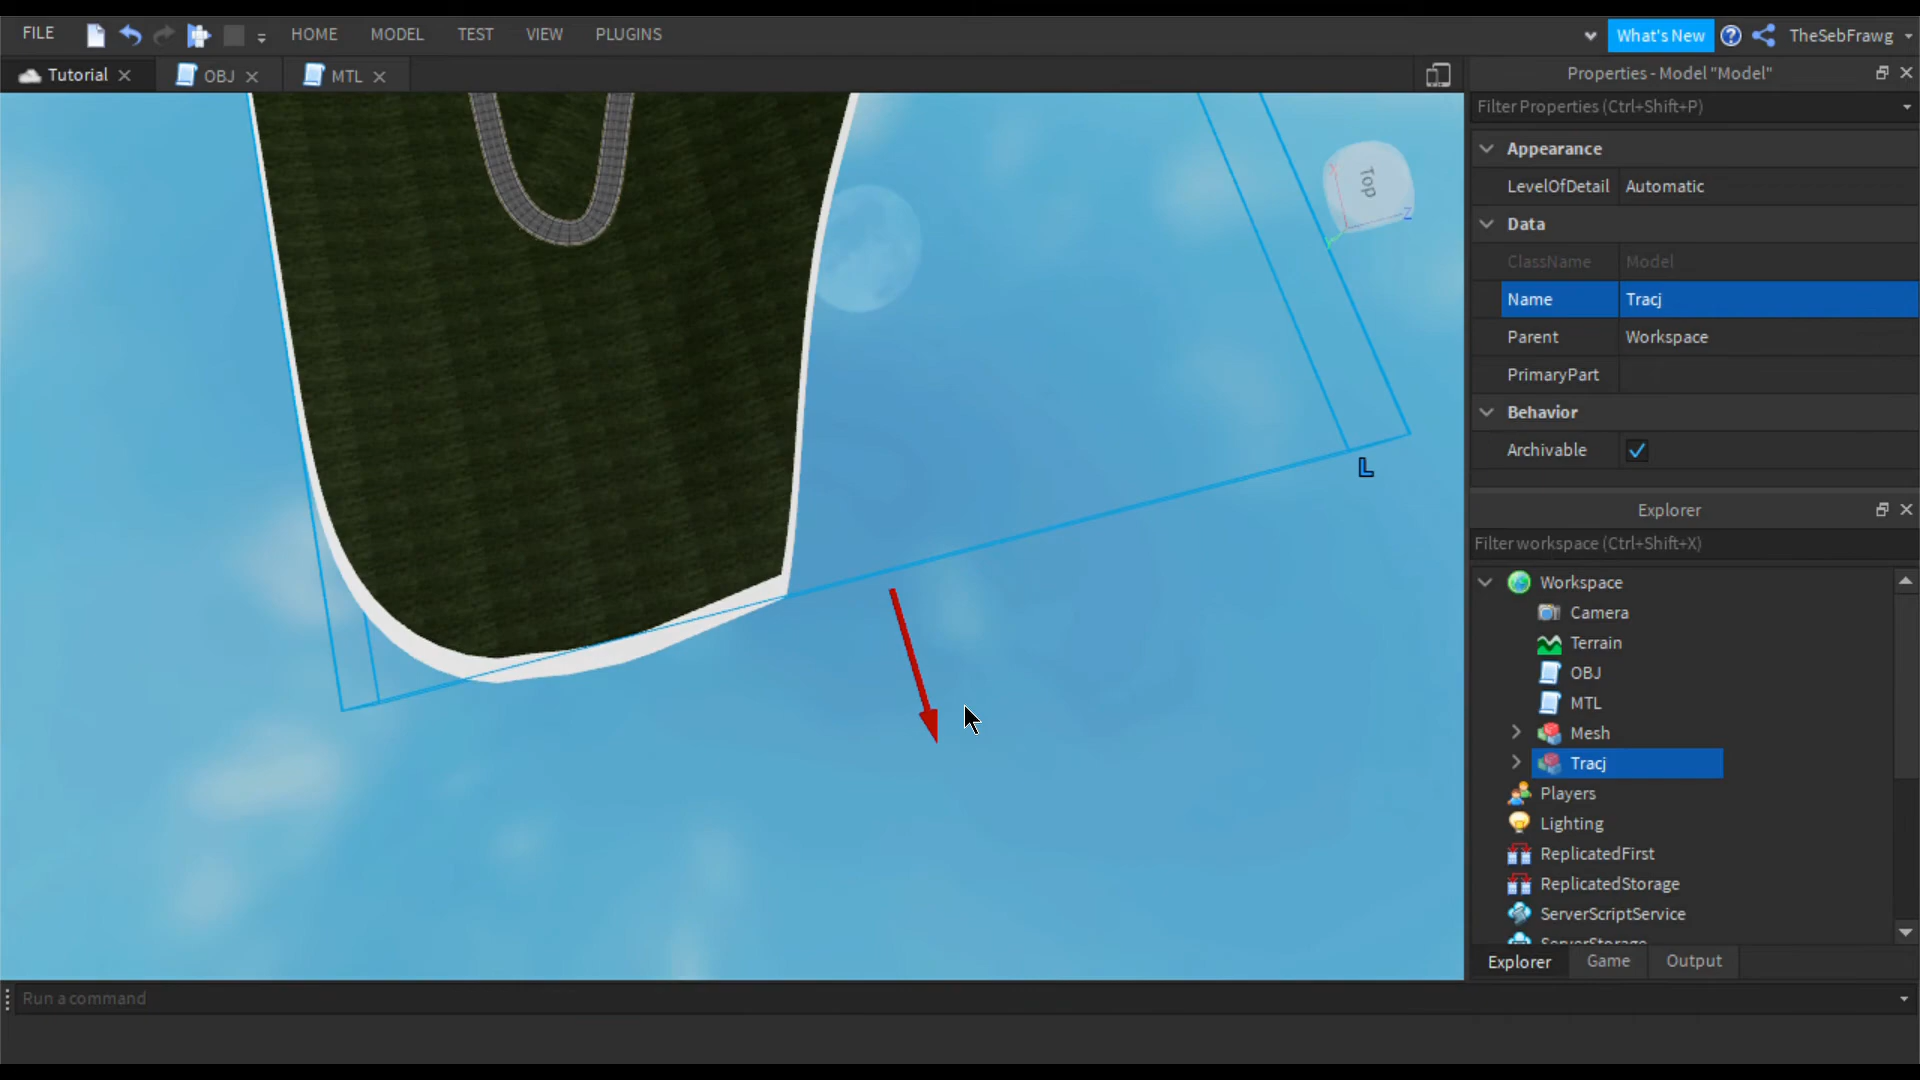 FILE
HOME
MODEL
TEST
VIEW
PLUGINS
What's New
TheSebFrawg
Tutorial
OBJ
MTL
Properties - Model "Model"
Filter Properties (Ctrl+Shift+P)
Appearance
LevelOfDetail Automatic
Data
ClassName Model
Name Tracj
Parent Workspace
PrimaryPart
Behavior
Archivable
Top
X
Z
L
Explorer
Filter workspace (Ctrl+Shift+X)
Workspace
Camera
Terrain
OBJ
MTL
Mesh
Tracj
Players
Lighting
ReplicatedFirst
ReplicatedStorage
ServerScriptService
ServerStorage
Explorer
Game
Output
Run a command